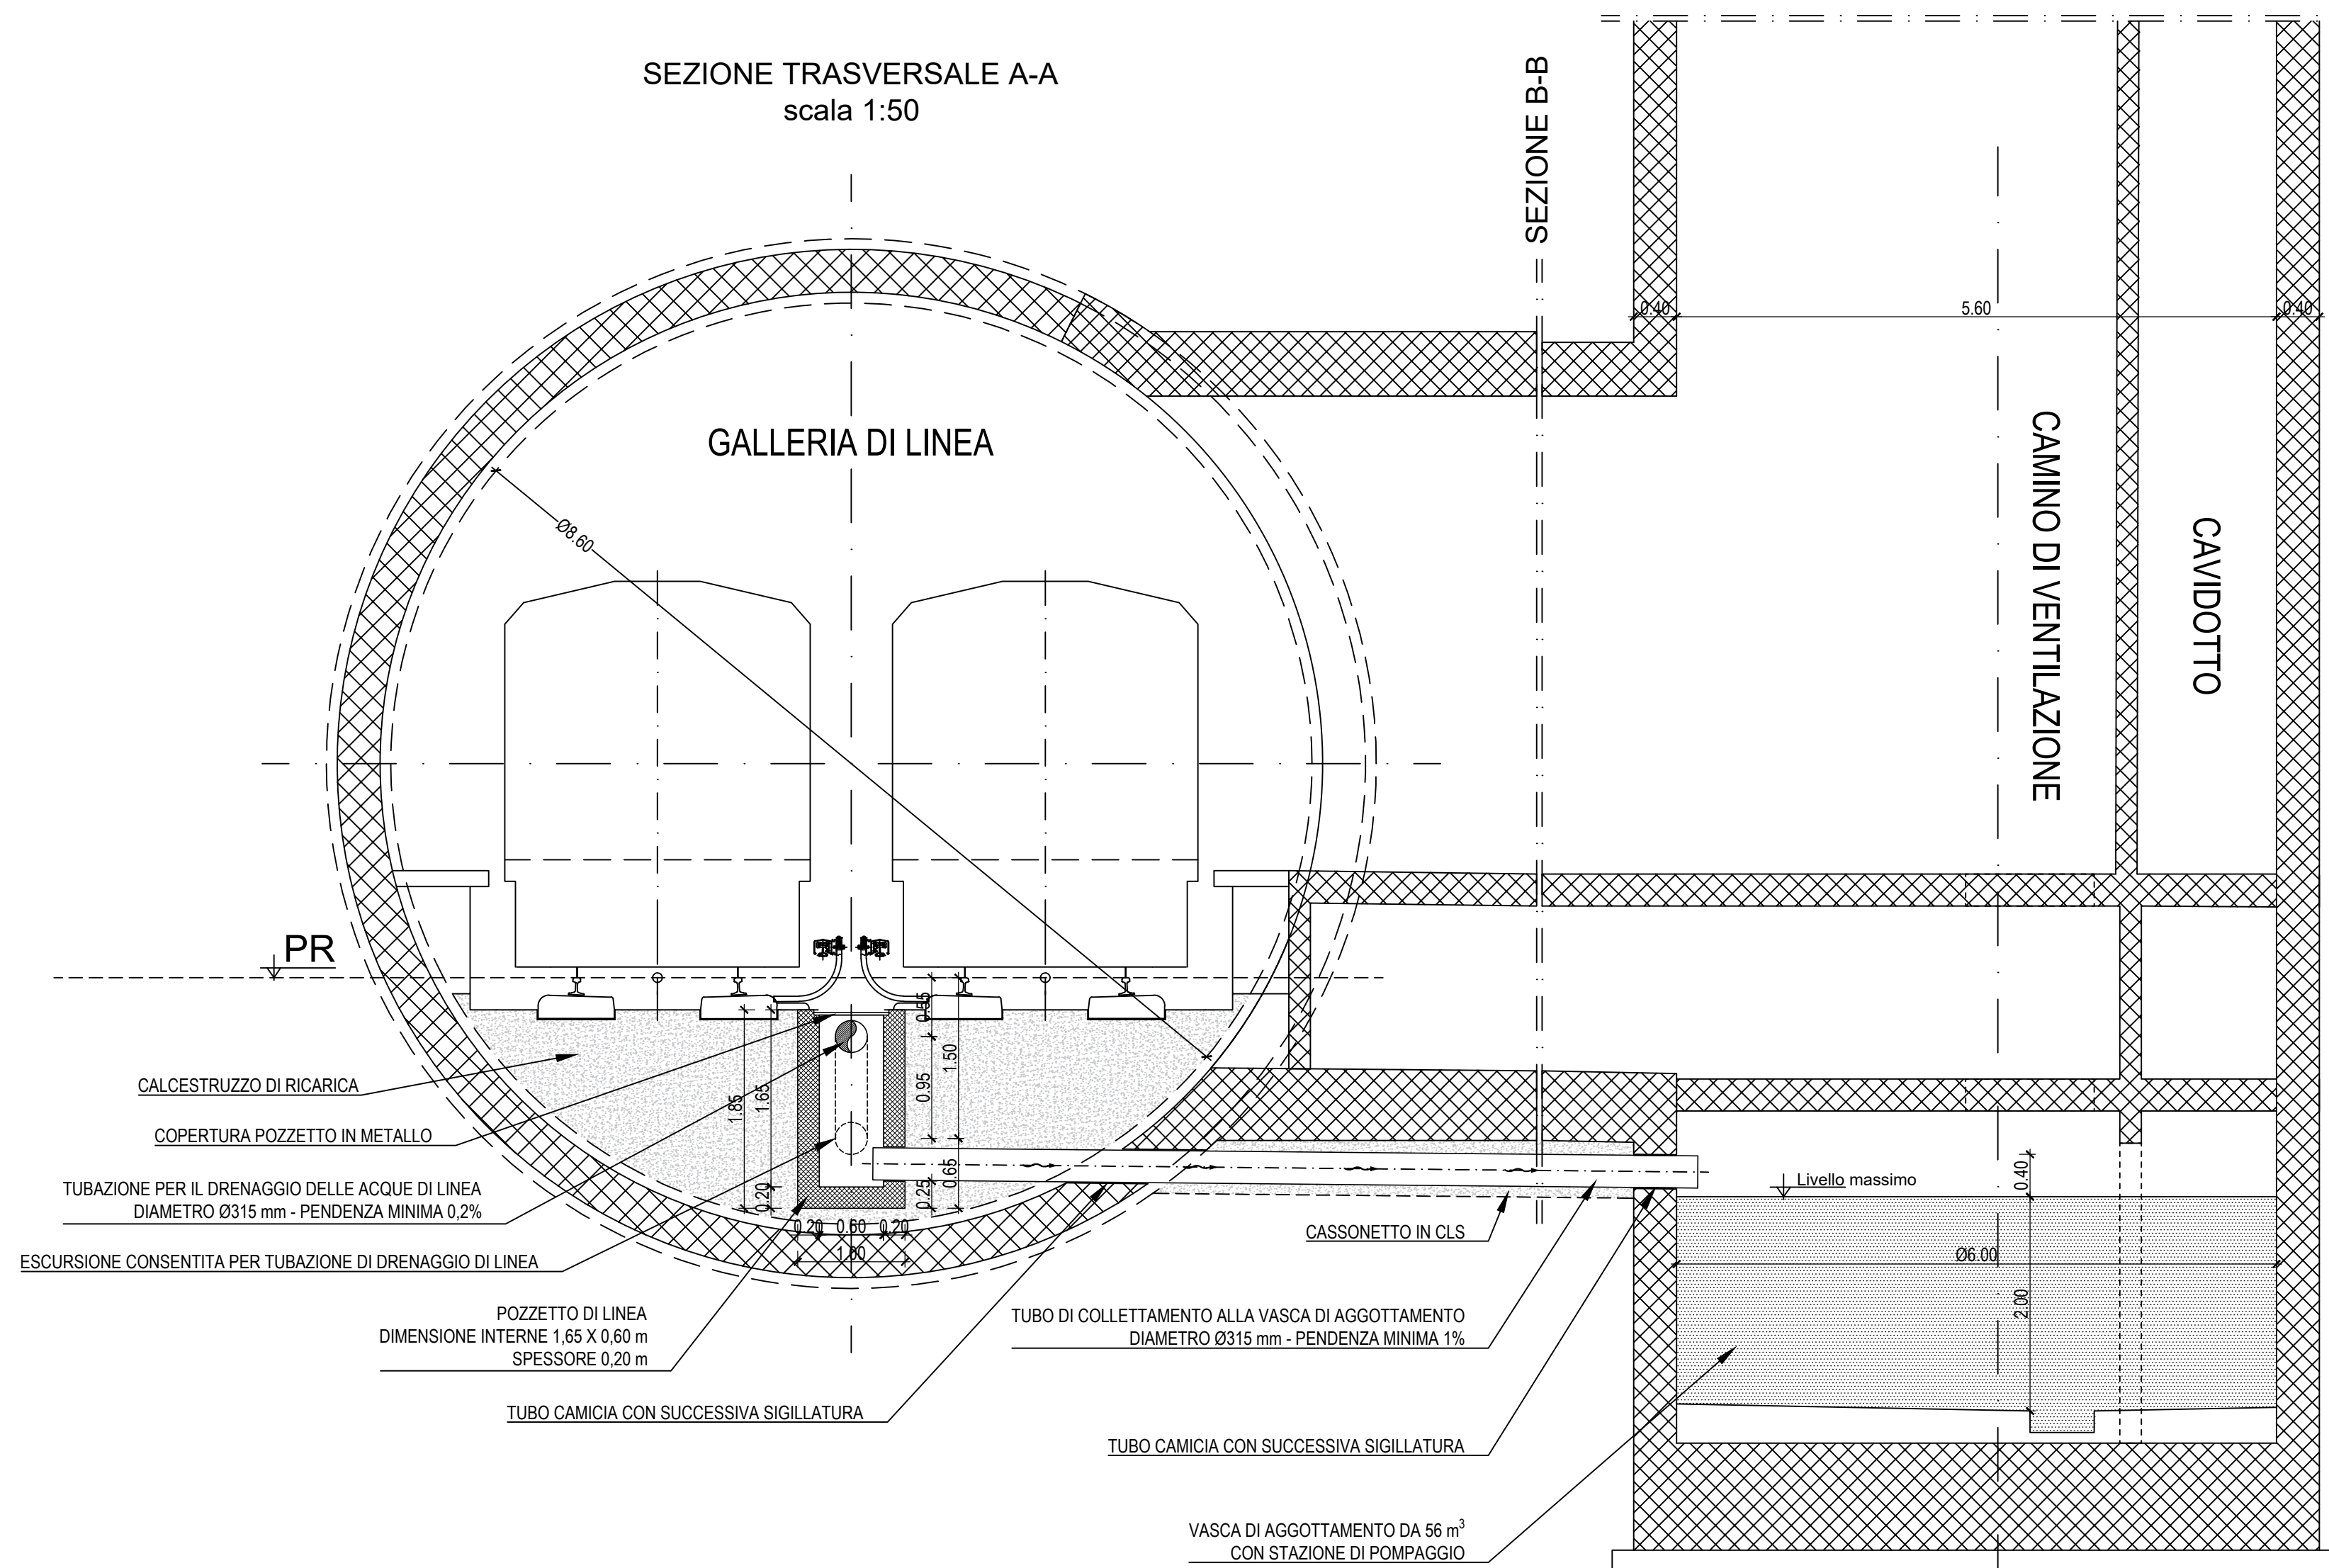 SEZIONE TRASVERSALE A-A
scala 1:50
SEZIONE B-B
0.40
5.60
0.40
GALLERIA DI LINEA
Ø8.60
CAMINO DI VENTILAZIONE
CAVIDOTTO
PR
0.55
1.50
0.95
1.85
1.65
0.65
0.25
0.20
0.20
0.60
0.20
1.00
CALCESTRUZZO DI RICARICA
COPERTURA POZZETTO IN METALLO
TUBAZIONE PER IL DRENAGGIO DELLE ACQUE DI LINEA
DIAMETRO Ø315 mm - PENDENZA MINIMA 0,2%
ESCURSIONE CONSENTITA PER TUBAZIONE DI DRENAGGIO DI LINEA
POZZETTO DI LINEA
DIMENSIONE INTERNE 1,65 X 0,60 m
SPESSORE 0,20 m
TUBO CAMICIA CON SUCCESSIVA SIGILLATURA
Livello massimo
0.40
CASSONETTO IN CLS
Ø6.00
2.00
TUBO DI COLLETTAMENTO ALLA VASCA DI AGGOTTAMENTO
DIAMETRO Ø315 mm - PENDENZA MINIMA 1%
TUBO CAMICIA CON SUCCESSIVA SIGILLATURA
VASCA DI AGGOTTAMENTO DA 56 m³
CON STAZIONE DI POMPAGGIO